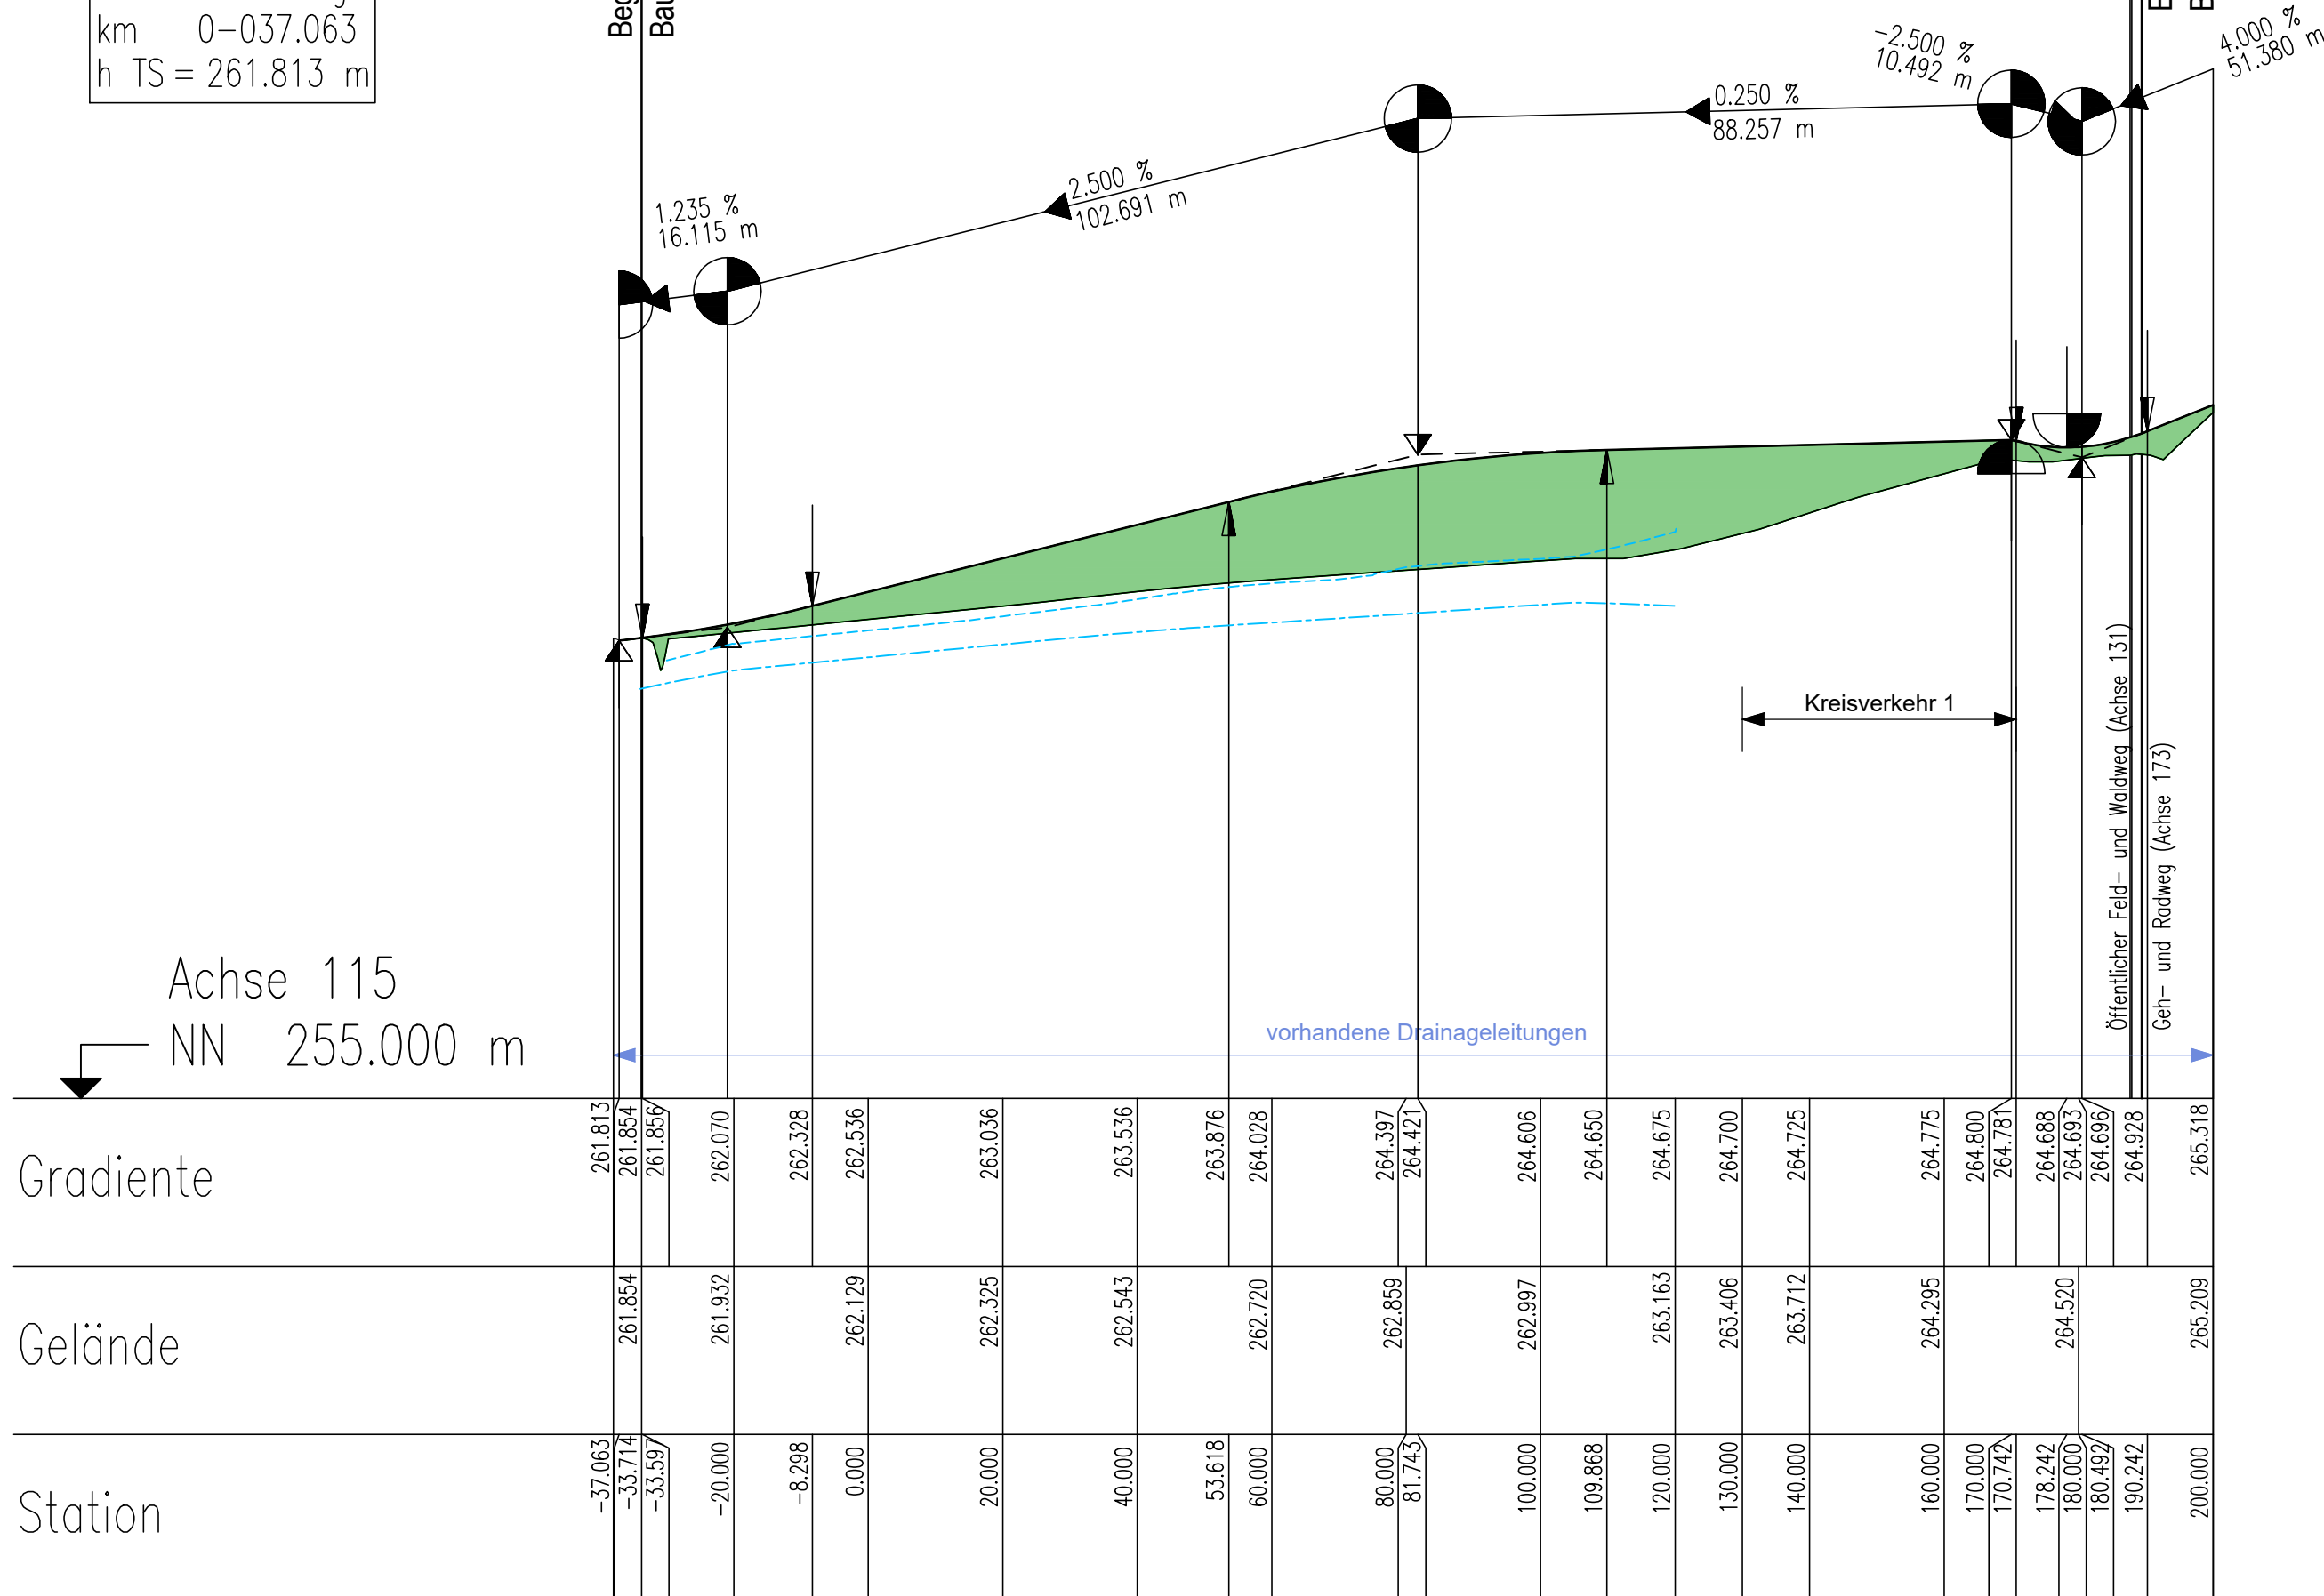 km 0-037.063
h TS = 261.813 m
Beg
Bau
-2.500 %
10.492 m
4.000 %
51.380 m
0.250 %
88.257 m
2.500 %
102.691 m
1.235 %
16.115 m
Kreisverkehr 1
Öffentlicher Feld- und Waldweg (Achse 131)
Geh- und Radweg (Achse 173)
Achse 115
NN 255.000 m
vorhandene Drainageleitungen
Gradiente
261.813 261.854 261.856 262.070 262.328 262.536 263.036 263.536 263.876 264.028 264.397 264.421 264.606 264.650 264.675 264.700 264.725 264.775 264.800 264.781 264.688 264.693 264.696 264.928 265.318
Gelände
261.854 261.932 262.129 262.325 262.543 262.720 262.859 262.997 263.163 263.406 263.712 264.295 264.520 265.209
Station
-37.063 -33.714 -33.597 -20.000 -8.298 0.000 20.000 40.000 53.618 60.000 80.000 81.743 100.000 109.868 120.000 130.000 140.000 160.000 170.000 170.742 178.242 180.000 180.492 190.242 200.000